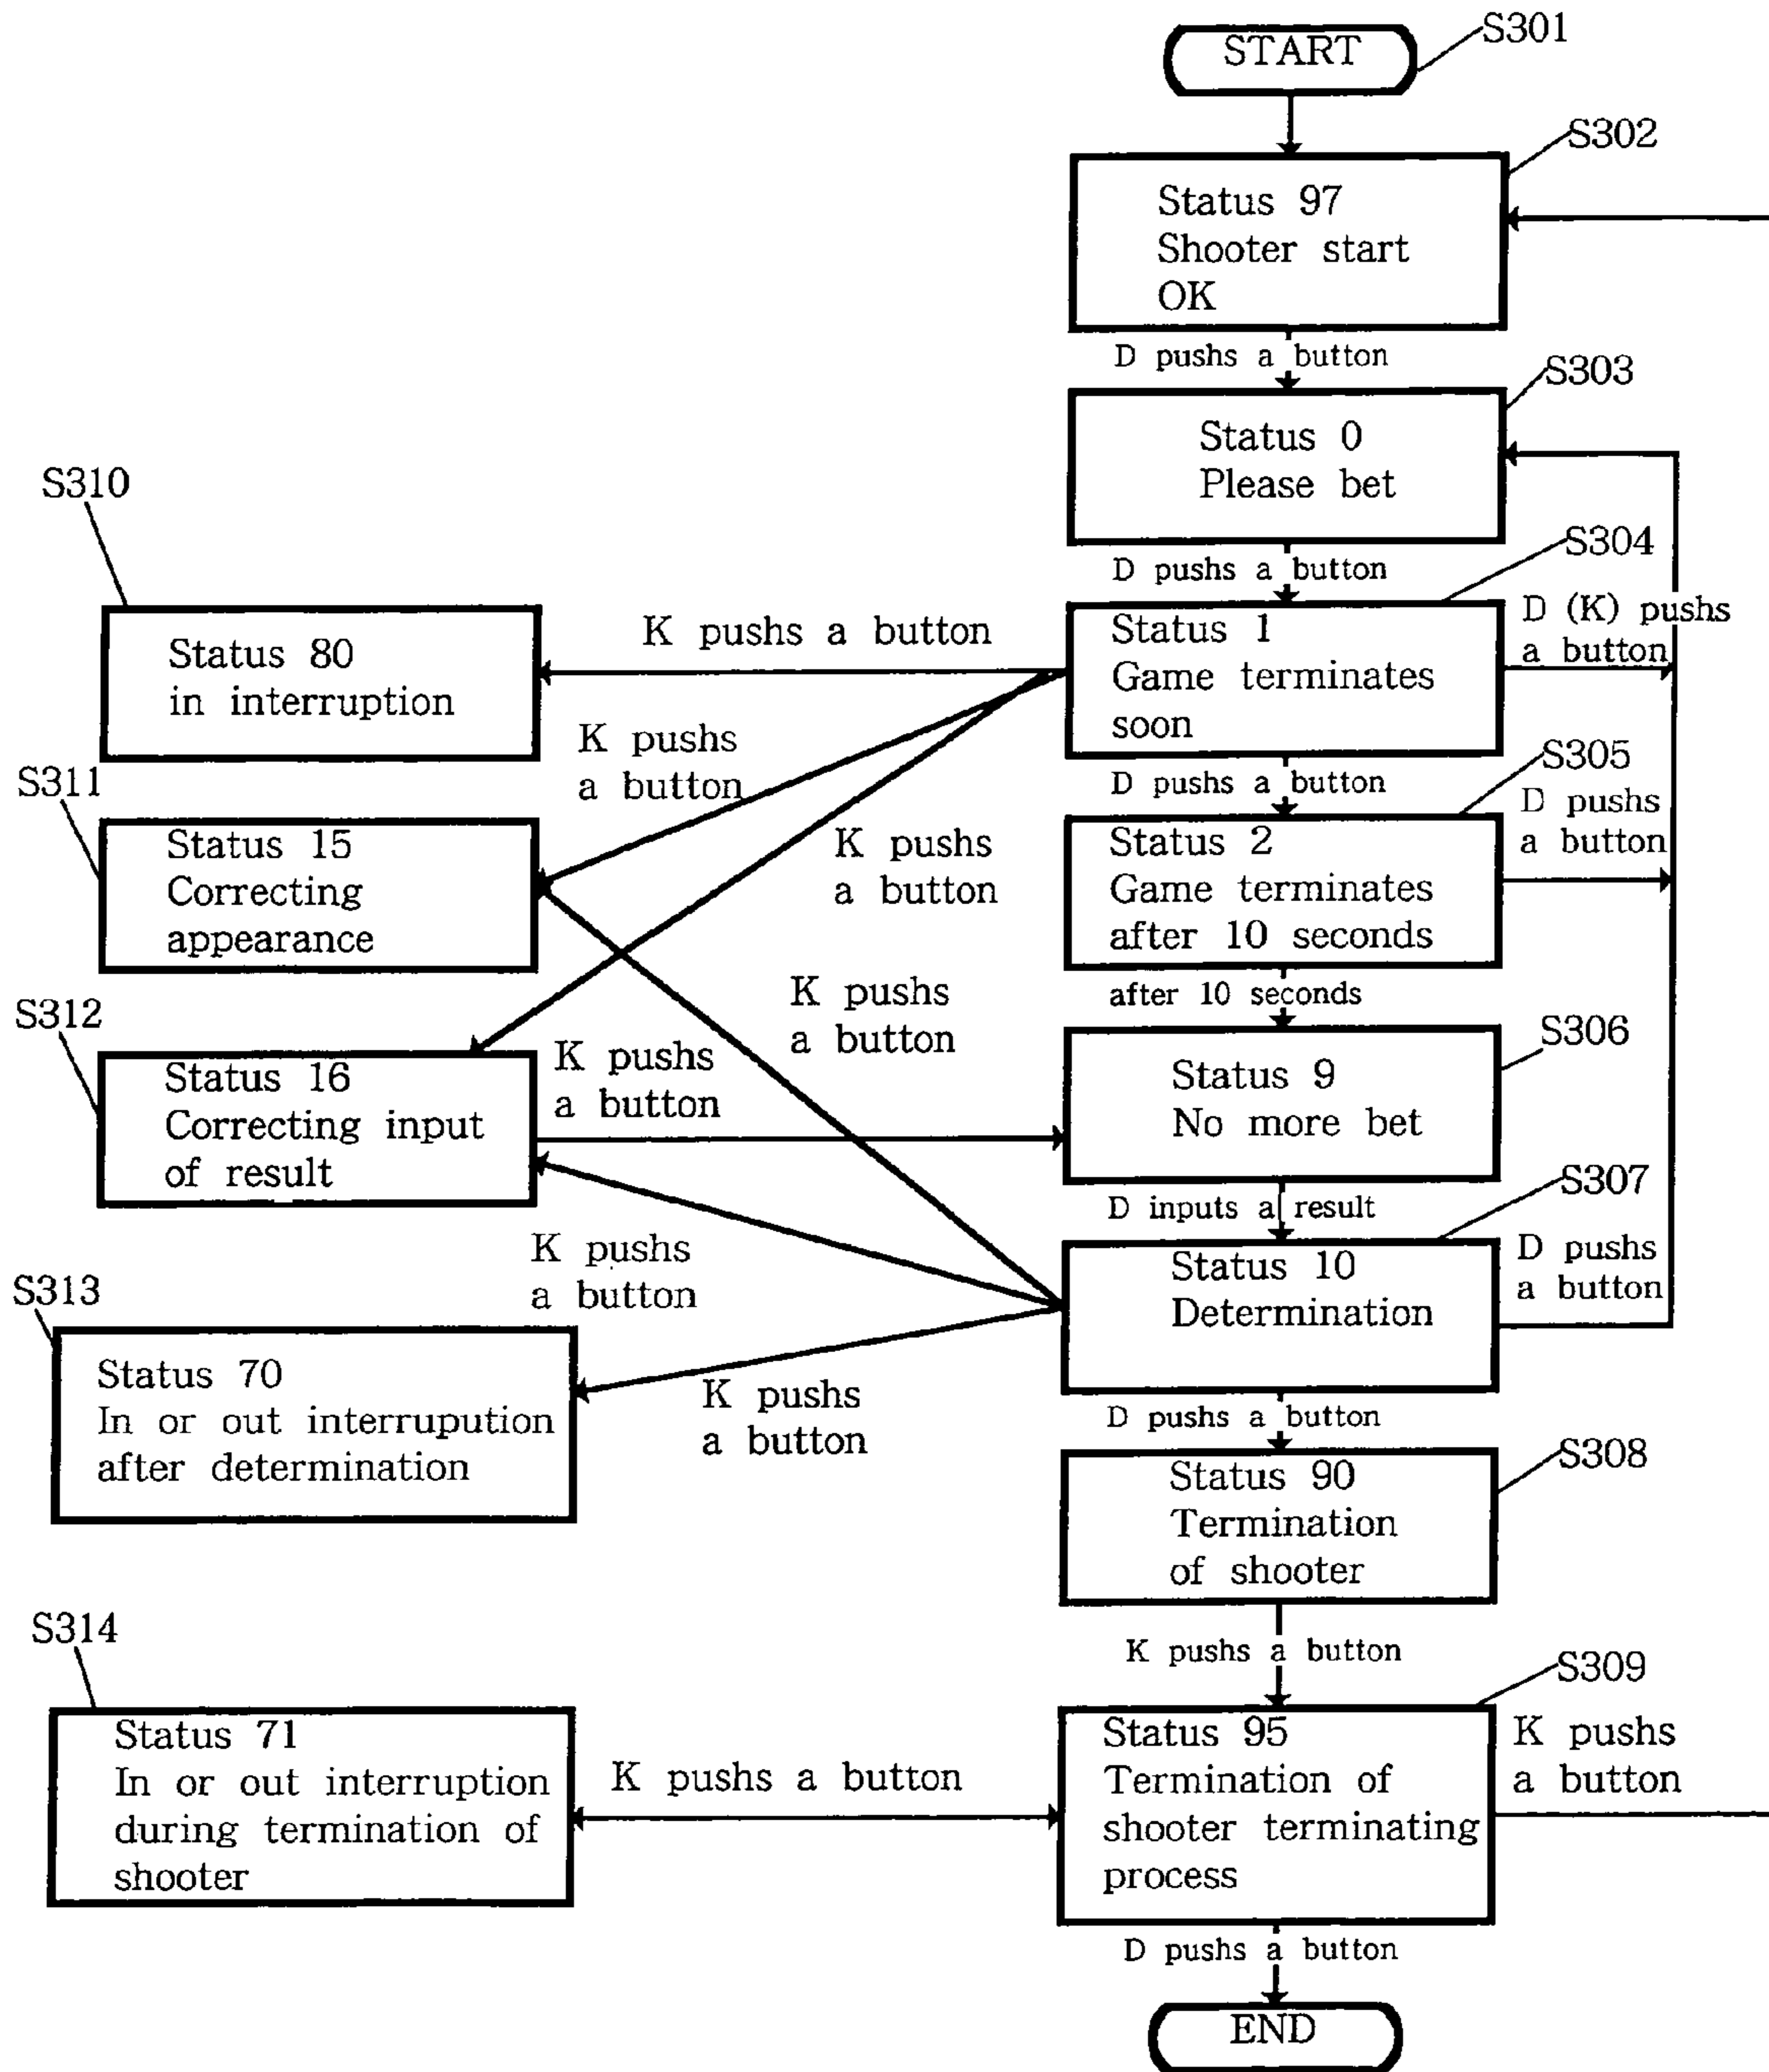 START
S301
S302
Status 97
Shooter start
OK
D pushs a button
S303
Status 0
Please bet
D pushs a button
S304
S310
Status 80
in interruption
K pushs a button
Status 1
Game terminates
soon
D (K) pushs
a button
K pushs
a button
D pushs a button
S305
S311
Status 15
Correcting
appearance
K pushs
a button
Status 2
Game terminates
after 10 seconds
D pushs
a button
K pushs
a button
after 10 seconds
S306
S312
Status 16
Correcting input
of result
K pushs
a button
Status 9
No more bet
D inputs a result
S307
K pushs
a button
Status 10
Determination
D pushs
a button
S313
Status 70
In or out interrupution
after determination
K pushs
a button
D pushs a button
S308
Status 90
Termination
of shooter
K pushs a button
S309
S314
Status 71
In or out interruption
during termination of
shooter
K pushs a button
Status 95
Termination of
shooter terminating
process
K pushs
a button
D pushs a button
END